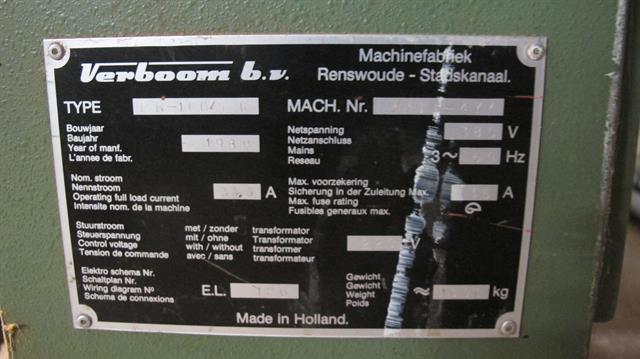 Verboom b.v.
Machinefabriek
Renswoude - Stadskanaal.
TYPE
MACH. Nr.
Bouwjaar
Baujahr
Year of manf.
L'annee de fabr.
Netspanning
Netzanschluss
Mains
Reseau
V
3~ Hz
Nom. stroom
Nennstroom
Operating full load current
Intensite nom. de la machine
A
Max. voorzekering
Sicherung in der Zuleitung Max.
Max. fuse rating
Fusibles generaux max.
A
Stuurstroom
Steuerspannung
Control voltage
Tension de commande
met / zonder transformator
mit / ohne Transformator
with / without transformer
avec / sans transformateur
V
Elektro schema Nr.
Schaltplan Nr.
Wiring diagram Nº
Schema de connexions
E.L.
Gewicht
Gewicht
Weight
Poids
≈ kg
Made in Holland.